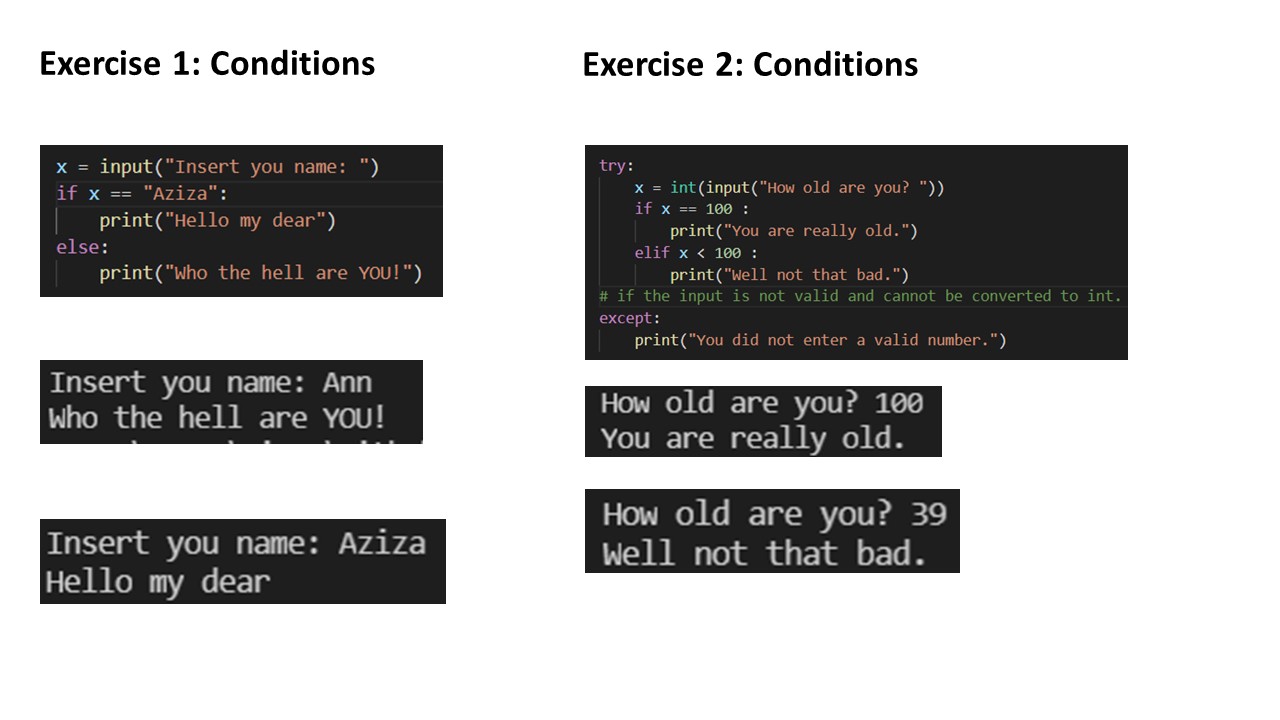 Exercise 1: Conditions
x = input("Insert you name: ")
if x == "Aziza":
    print("Hello my dear")
else:
    print("Who the hell are YOU!")
Insert you name: Ann
Who the hell are YOU!
Insert you name: Aziza
Hello my dear
Exercise 2: Conditions
try:
    x = int(input("How old are you? "))
    if x == 100 :
        print("You are really old.")
    elif x < 100 :
        print("Well not that bad.")
# if the input is not valid and cannot be converted to int.
except:
    print("You did not enter a valid number.")
How old are you? 100
You are really old.
How old are you? 39
Well not that bad.